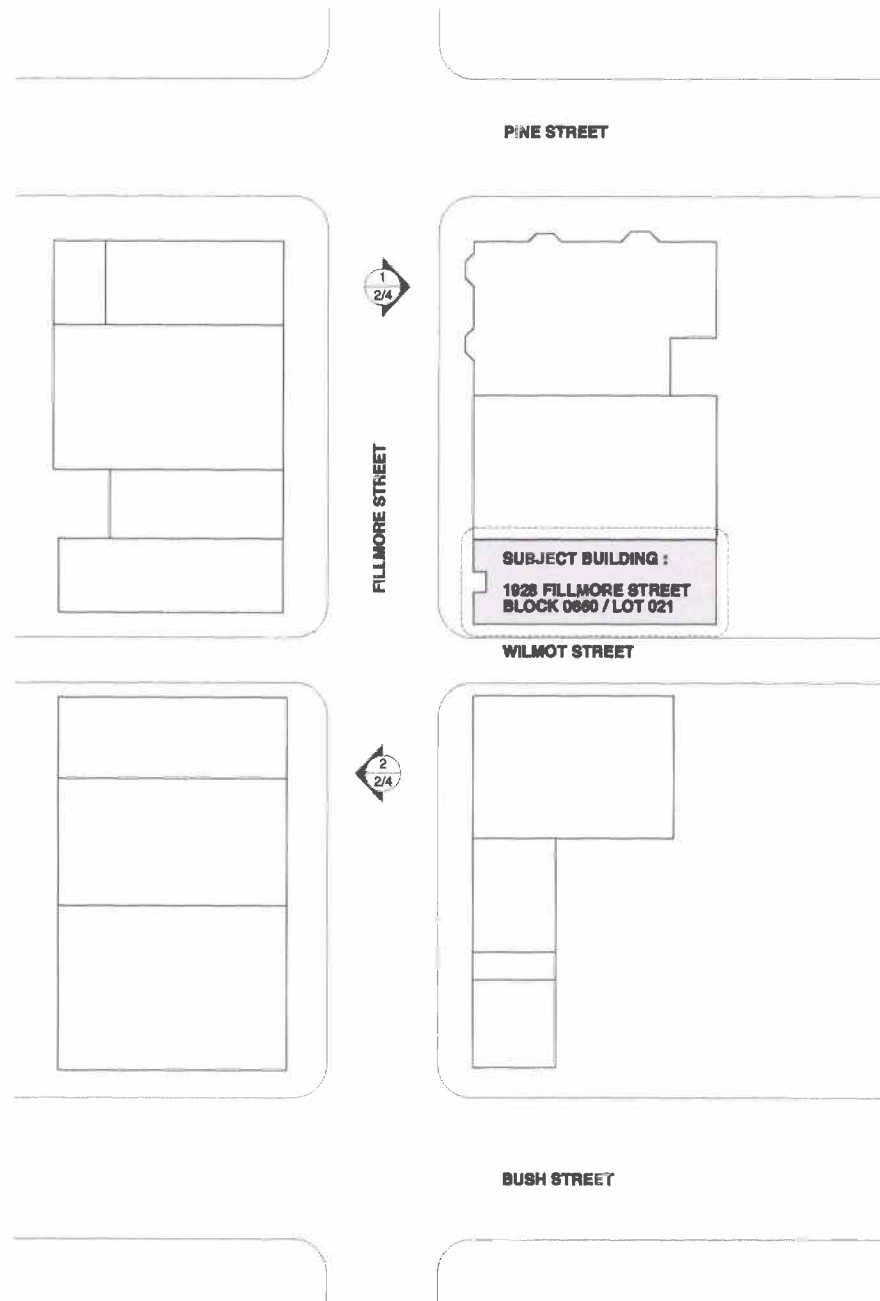 PINE STREET
1
2/4
FILLMORE STREET
SUBJECT BUILDING :
1928 FILLMORE STREET
BLOCK 0660 / LOT 021
WILMOT STREET
2
2/4
BUSH STREET